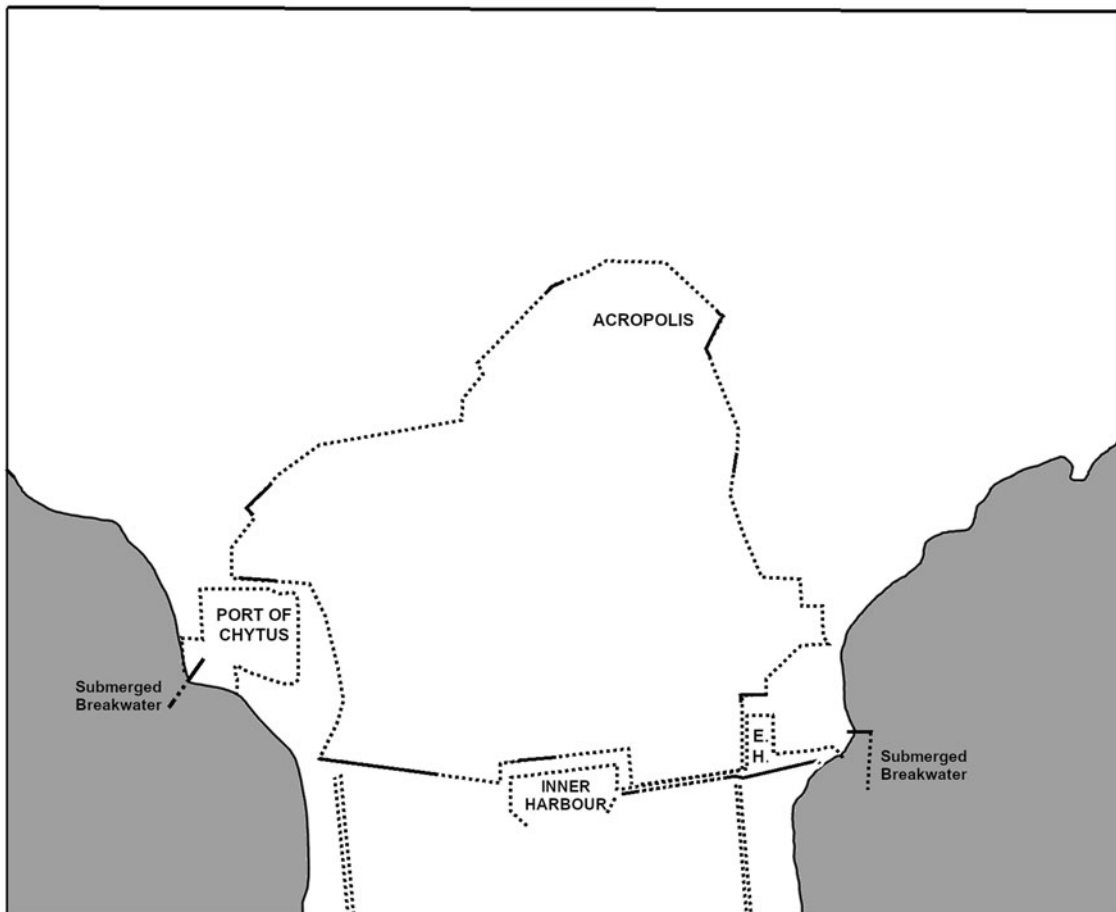 ACROPOLIS
PORT OF
CHYTUS
Submerged
Breakwater
E.
H.
Submerged
Breakwater
INNER
HARBOUR